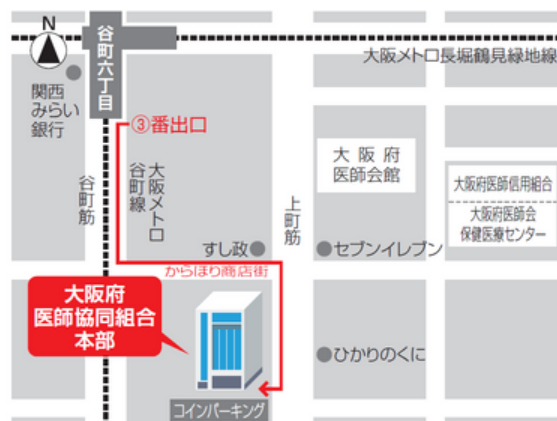 N
谷町六丁目
大阪メトロ長堀鶴見緑地線
関西
みらい
銀行
③番出口
谷町筋
大阪メトロ
谷町線
上町筋
大阪府
医師会館
大阪府医師信用組合
大阪府医師会
保健医療センター
すし政
セブンイレブン
からほり商店街
大阪府
医師協同組合
本部
ひかりのくに
コインパーキング